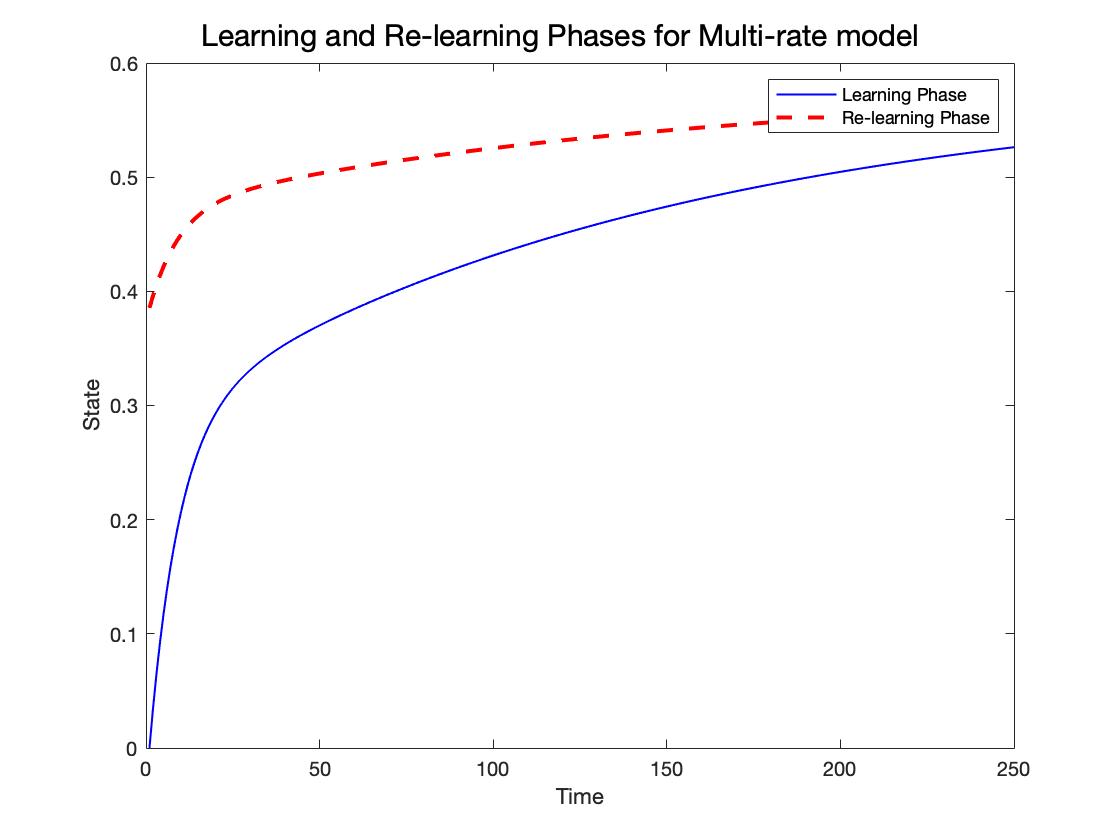 Learning and Re-learning Phases for Multi-rate model
0.6
0.5
0.4
0.3
0.2
0.1
0
State
Learning Phase
Re-learning Phase
0 50 100 150 200 250
Time